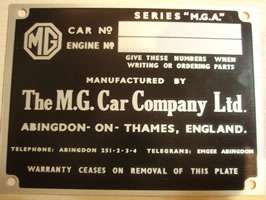 SERIES "M.G.A."
MG
CAR Nº
ENGINE Nº
GIVE THESE NUMBERS WHEN
WRITING OR ORDERING PARTS
MANUFACTURED BY
The M.G. Car Company Ltd.
ABINGDON-ON-THAMES, ENGLAND.
TELEPHONE: ABINGDON 251-2-3-4 TELEGRAMS: EMGEE ABINGDON
WARRANTY CEASES ON REMOVAL OF THIS PLATE